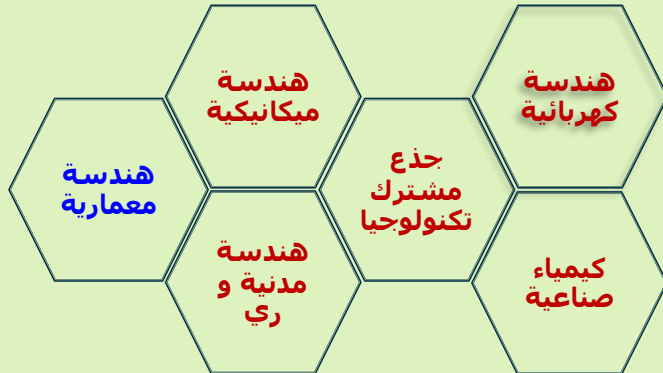 هندسة
كهربائية
هندسة
ميكانيكية
جذع
مشترك
تكنولوجيا
هندسة
معمارية
كيمياء
صناعية
هندسة
مدنية و
ري